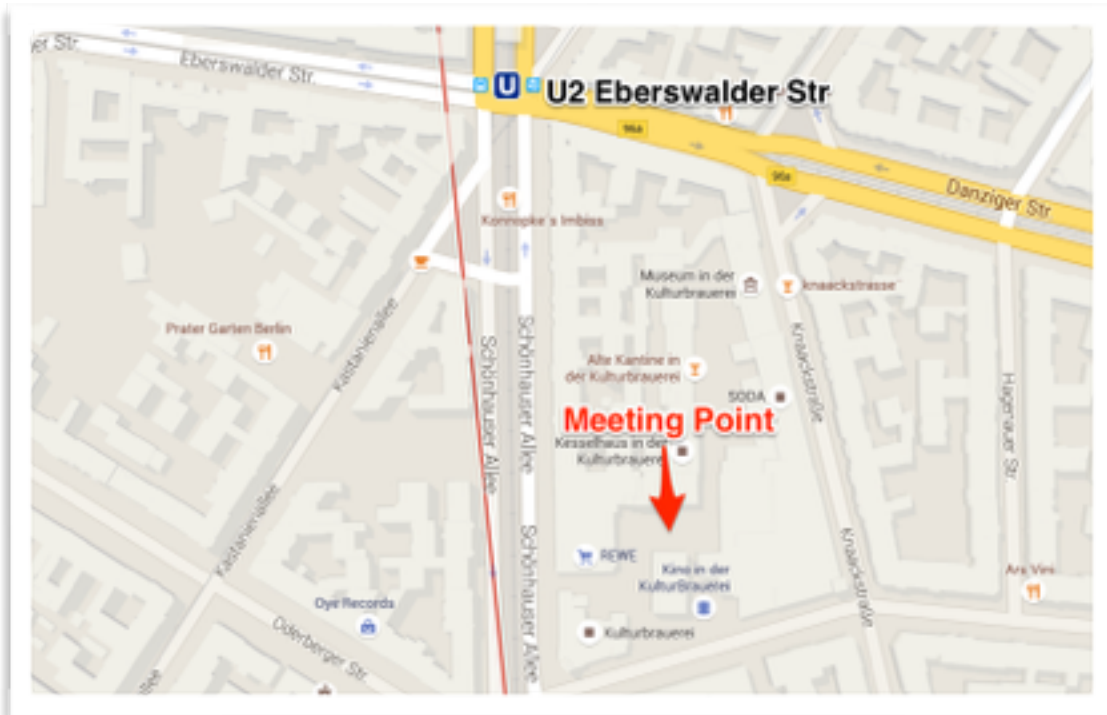 er Str.
Eberswalder Str.
U
U2 Eberswalder Str
96a
96a
Danziger Str.
Konnopke's Imbiss
Museum in der
Kulturbrauerei
knaackstrasse
Prater Garten Berlin
Kastanienallee
Schönhauser Allee
Schönhauser Allee
Alte Kantine in
der Kulturbrauerei
SODA
Knaackstraße
Hagenauer Str.
Meeting Point
Kesselhaus in der
Kulturbrauerei
Kastanienallee
Schönhauser Allee
REWE
Kino in der
KulturBrauerei
Knaackstraße
Ars Vini
Oye Records
Oderberger Str.
Kulturbrauerei
allee